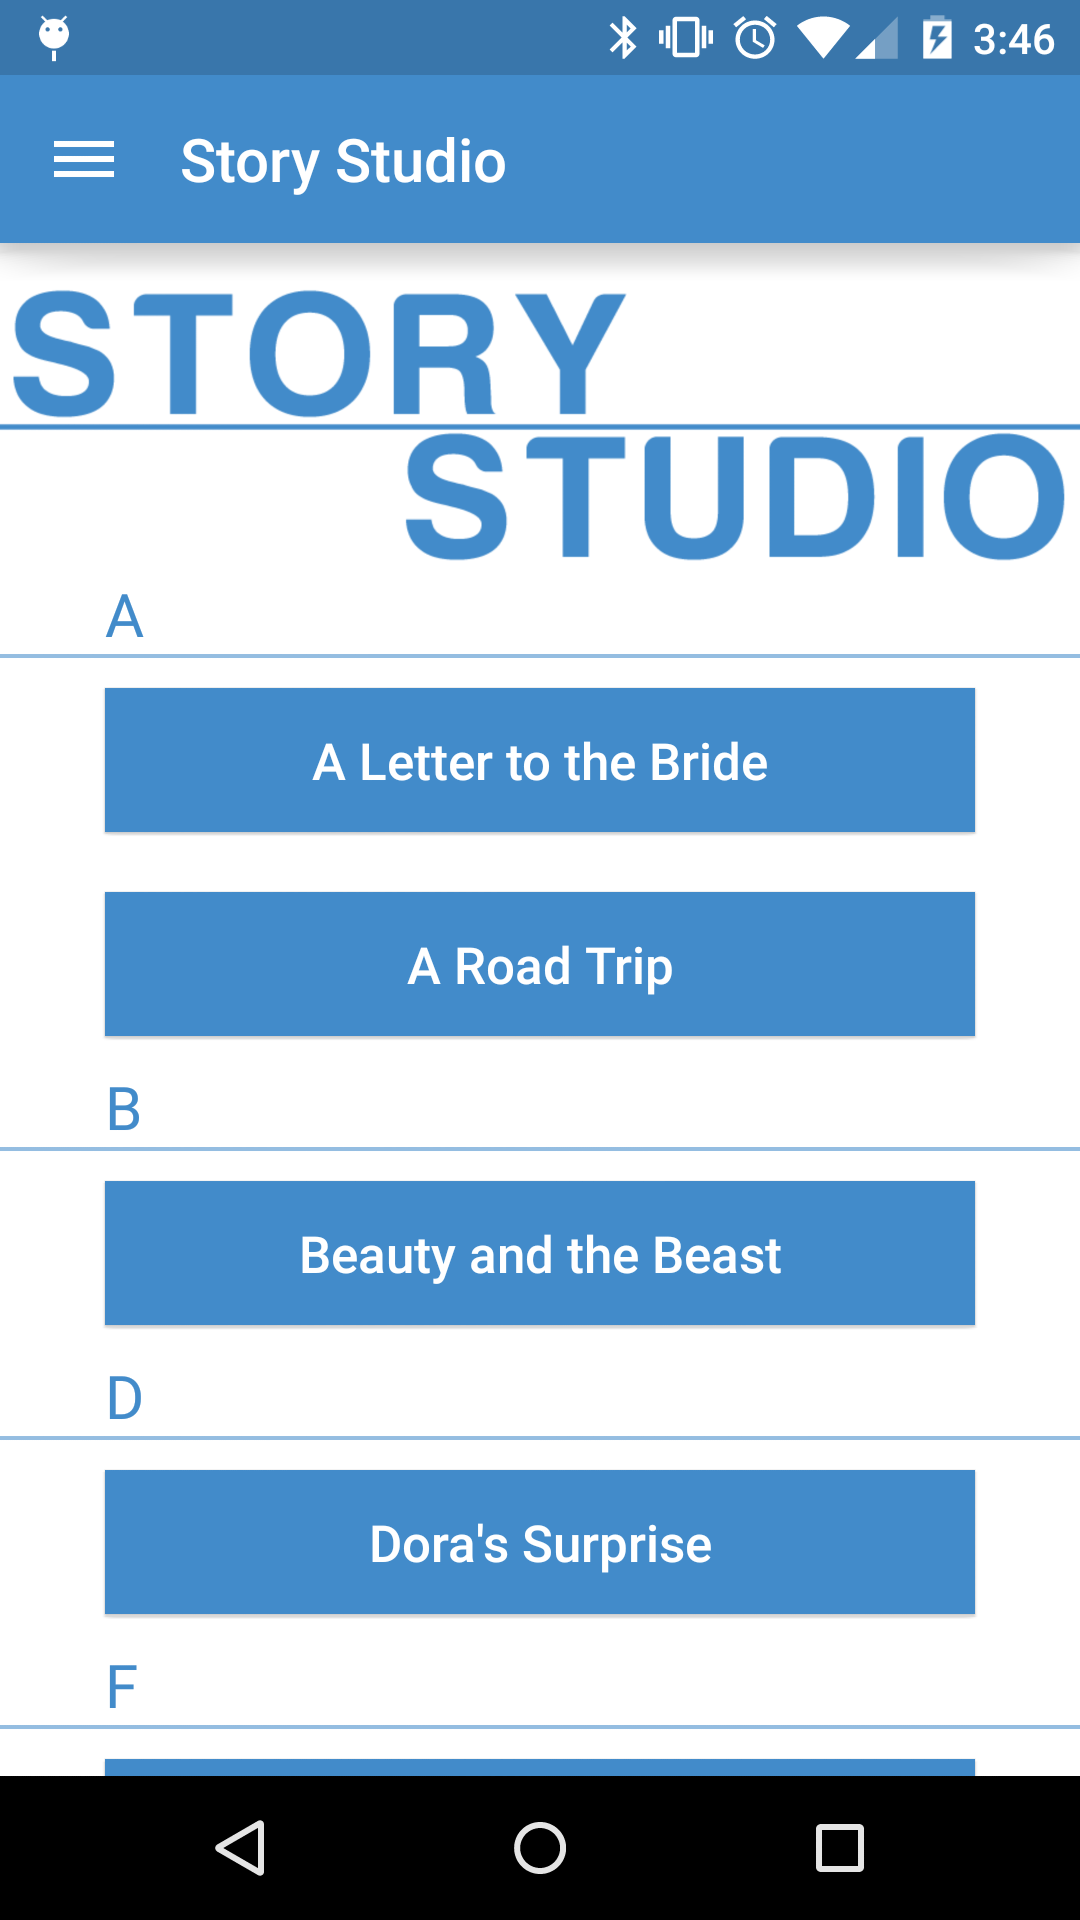 3:46
Story Studio
STORY
STUDIO
A
A Letter to the Bride
A Road Trip
B
Beauty and the Beast
D
Dora's Surprise
F